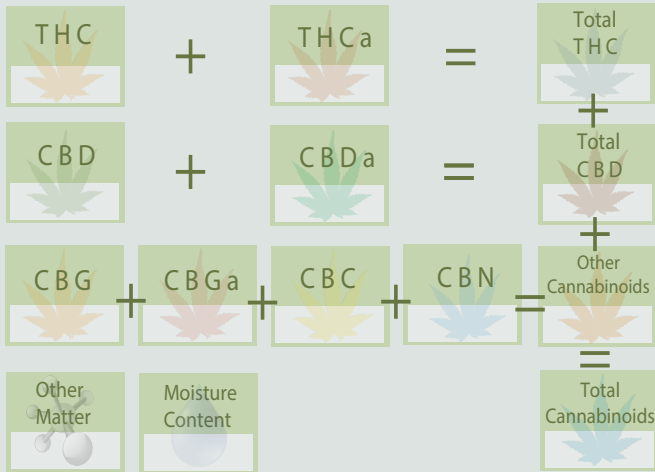 THC + THCa = Total THC
+
CBD + CBDa = Total CBD
+
CBG + CBGa + CBC + CBN = Other Cannabinoids
=
Other Matter
Moisture Content
Total Cannabinoids